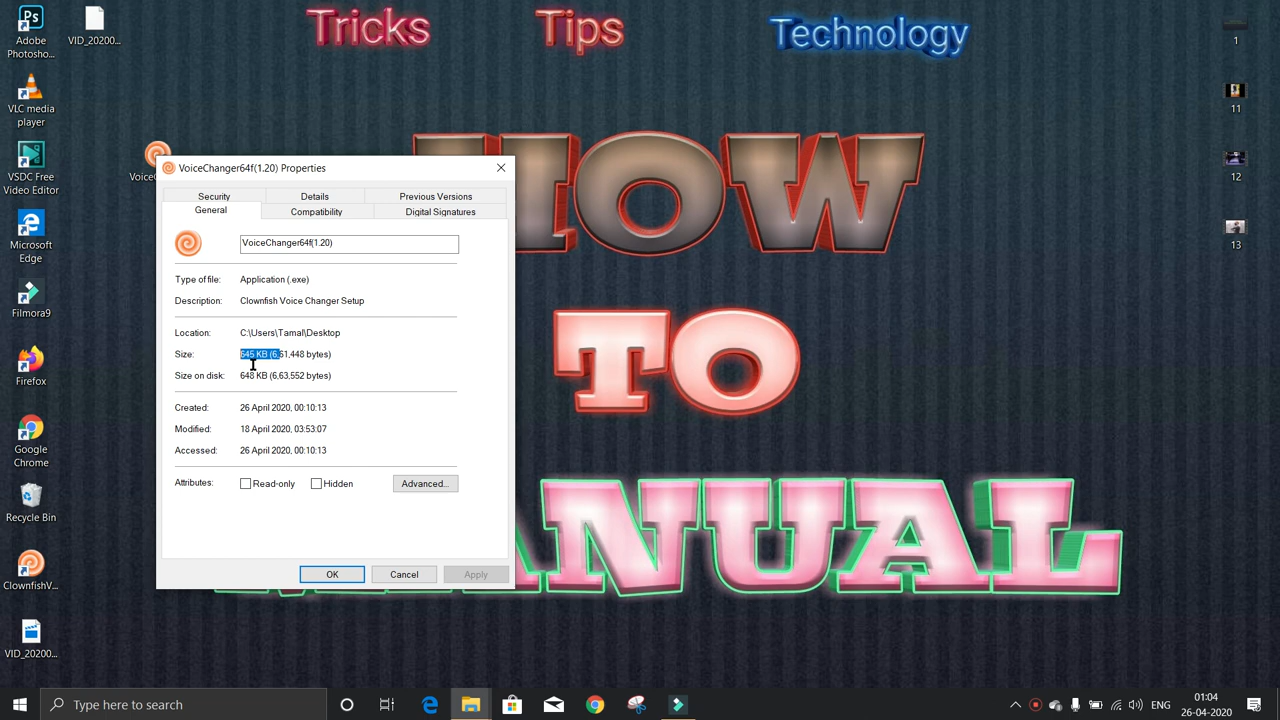 Tricks Tips Technology
Adobe
Photosho...
VID_20200...
VLC media
player
VSDC Free
Video Editor
Microsoft
Edge
Filmora9
Firefox
Google
Chrome
Recycle Bin
ClownfishV...
VID_20200...
1
11
12
13
HOW
TO
MANUAL
VoiceChanger64f(1.20) Properties
Security Details Previous Versions
General Compatibility Digital Signatures
VoiceChanger64f(1.20)
Type of file: Application (.exe)
Description: Clownfish Voice Changer Setup
Location: C:\Users\Tamal\Desktop
Size: 645 KB (6,61,448 bytes)
Size on disk: 648 KB (6,63,552 bytes)
Created: 26 April 2020, 00:10:13
Modified: 18 April 2020, 03:53:07
Accessed: 26 April 2020, 00:10:13
Attributes: Read-only Hidden Advanced...
OK Cancel Apply
Type here to search
ENG
01:04
26-04-2020